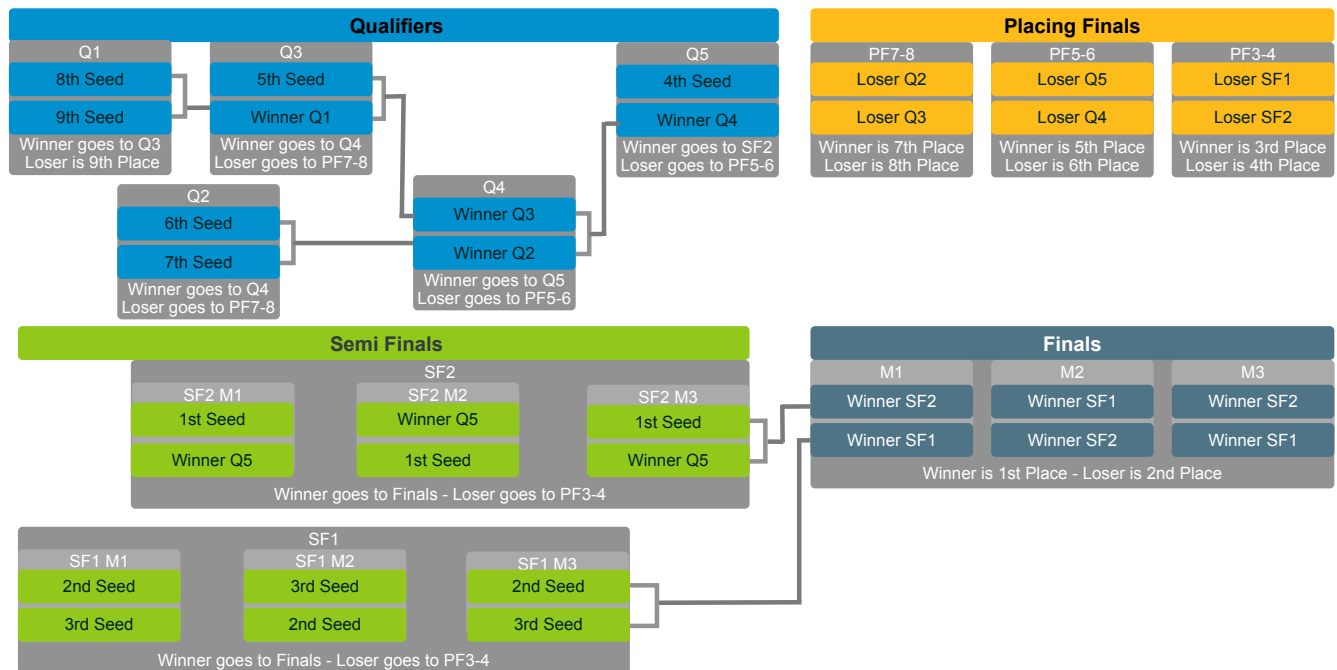 Qualifiers
Q1
8th Seed
9th Seed
Winner goes to Q3
Loser is 9th Place
Q3
5th Seed
Winner Q1
Winner goes to Q4
Loser goes to PF7-8
Q5
4th Seed
Winner Q4
Winner goes to SF2
Loser goes to PF5-6
Q2
6th Seed
7th Seed
Winner goes to Q4
Loser goes to PF7-8
Q4
Winner Q3
Winner Q2
Winner goes to Q5
Loser goes to PF5-6
Placing Finals
PF7-8
Loser Q2
Loser Q3
Winner is 7th Place
Loser is 8th Place
PF5-6
Loser Q5
Loser Q4
Winner is 5th Place
Loser is 6th Place
PF3-4
Loser SF1
Loser SF2
Winner is 3rd Place
Loser is 4th Place
Semi Finals
SF2
SF2 M1
1st Seed
Winner Q5
SF2 M2
Winner Q5
1st Seed
SF2 M3
1st Seed
Winner Q5
Winner goes to Finals - Loser goes to PF3-4
SF1
SF1 M1
2nd Seed
3rd Seed
SF1 M2
3rd Seed
2nd Seed
SF1 M3
2nd Seed
3rd Seed
Winner goes to Finals - Loser goes to PF3-4
Finals
M1
Winner SF2
Winner SF1
M2
Winner SF1
Winner SF2
M3
Winner SF2
Winner SF1
Winner is 1st Place - Loser is 2nd Place